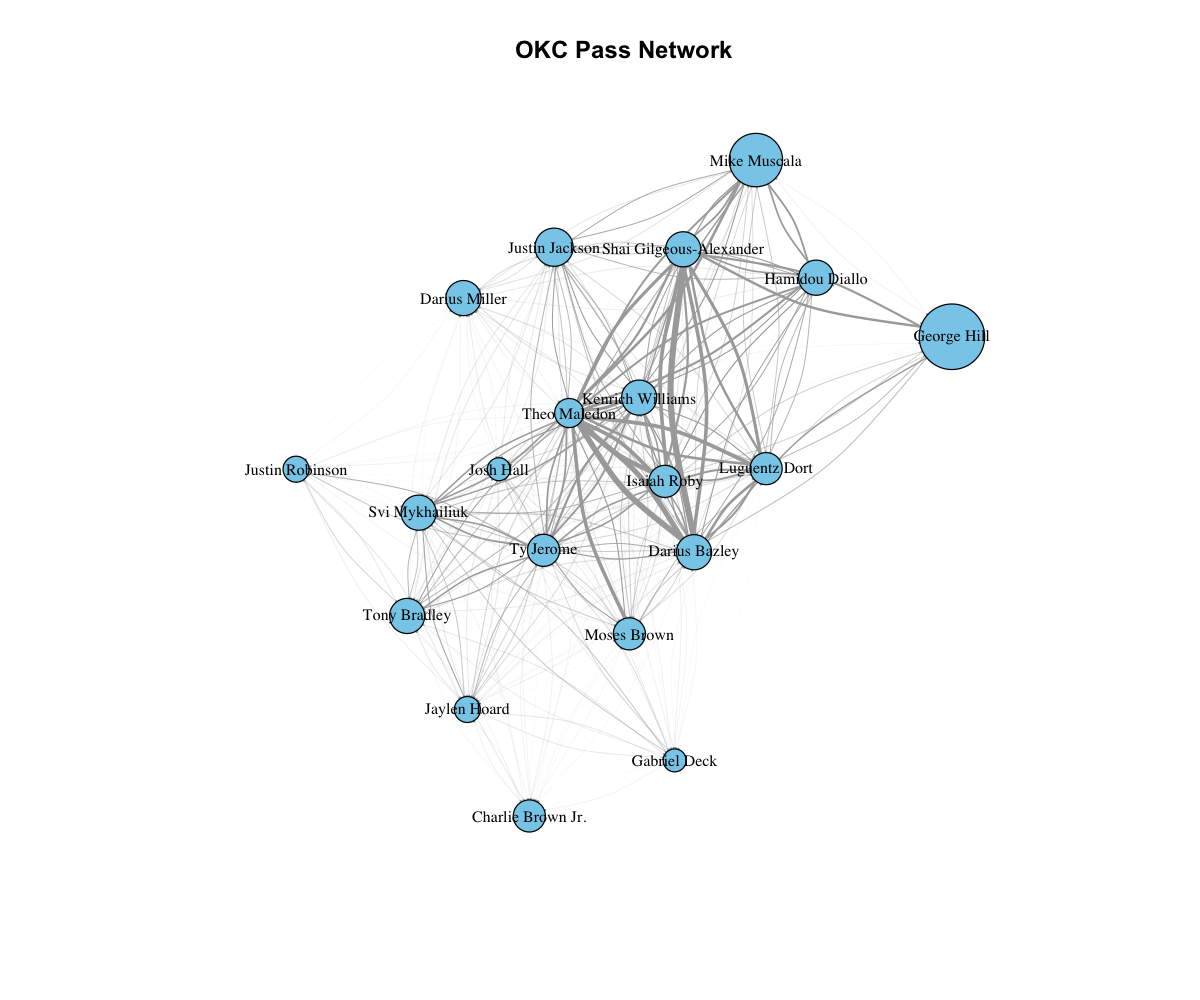 OKC Pass Network
Mike Muscala
Justin Jackson
Shai Gilgeous-Alexander
Hamidou Diallo
Darius Miller
George Hill
Kenrich Williams
Theo Maledon
Justin Robinson
Josh Hall
Luguentz Dort
Isaiah Roby
Svi Mykhailiuk
Ty Jerome
Darius Bazley
Tony Bradley
Moses Brown
Jaylen Hoard
Gabriel Deck
Charlie Brown Jr.